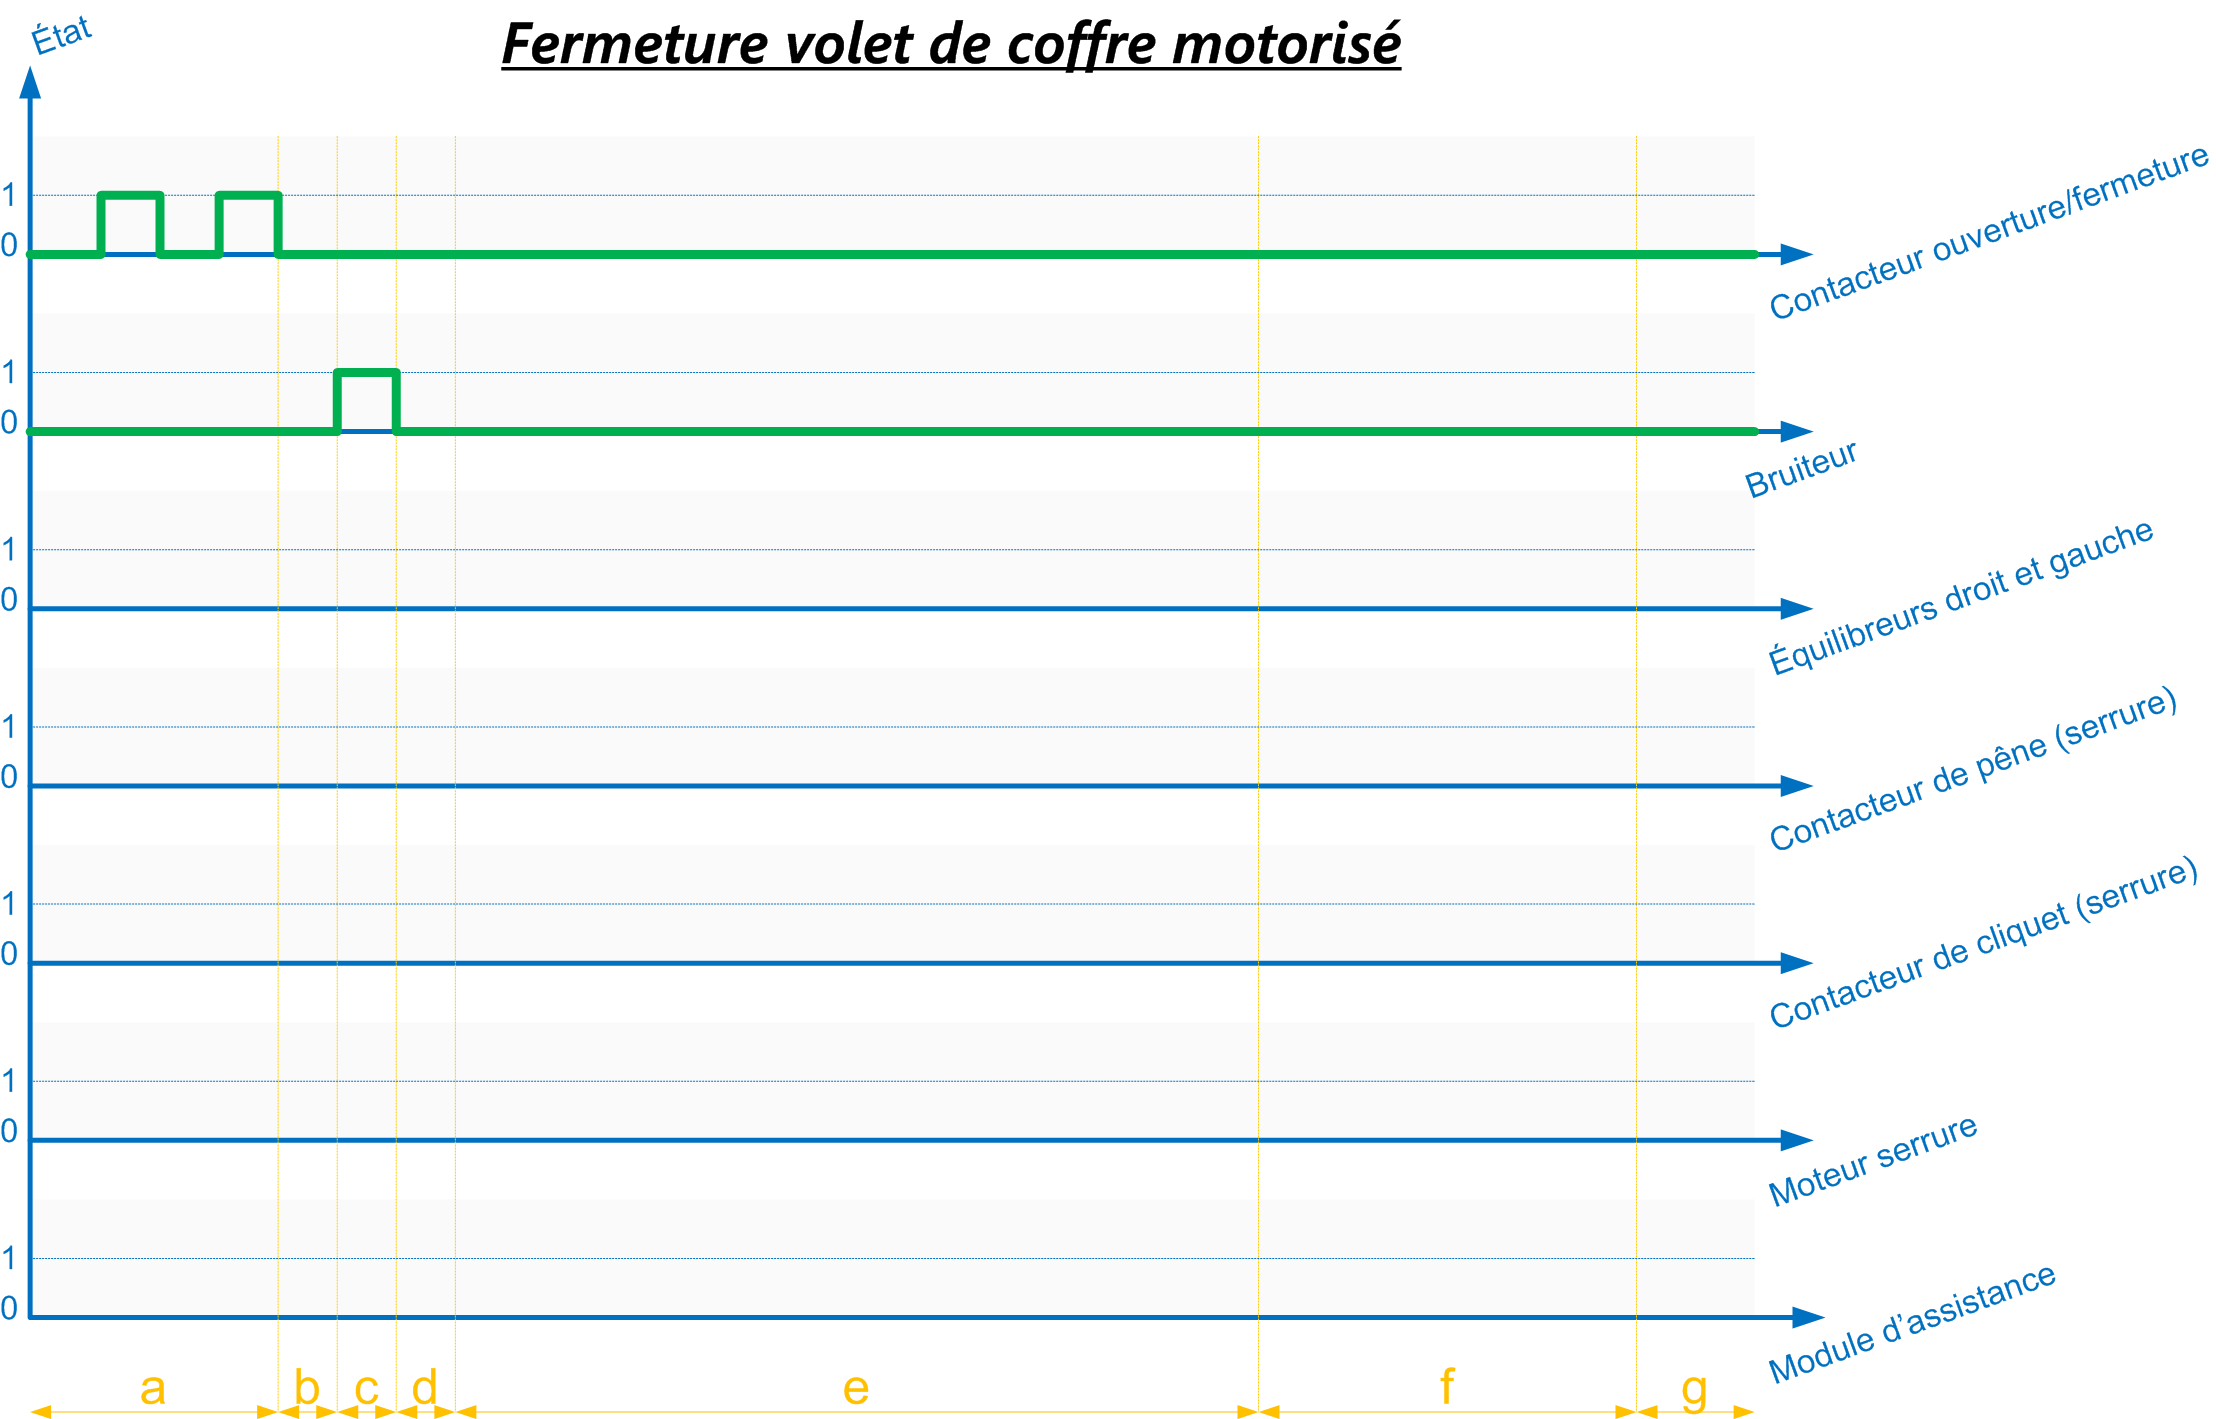 État
Fermeture volet de coffre motorisé
1
0
Contacteur ouverture/fermeture
1
0
Bruiteur
1
0
Équilibreurs droit et gauche
1
0
Contacteur de pêne (serrure)
1
0
Contacteur de cliquet (serrure)
1
0
Moteur serrure
1
0
Module d’assistance
a b c d e f g